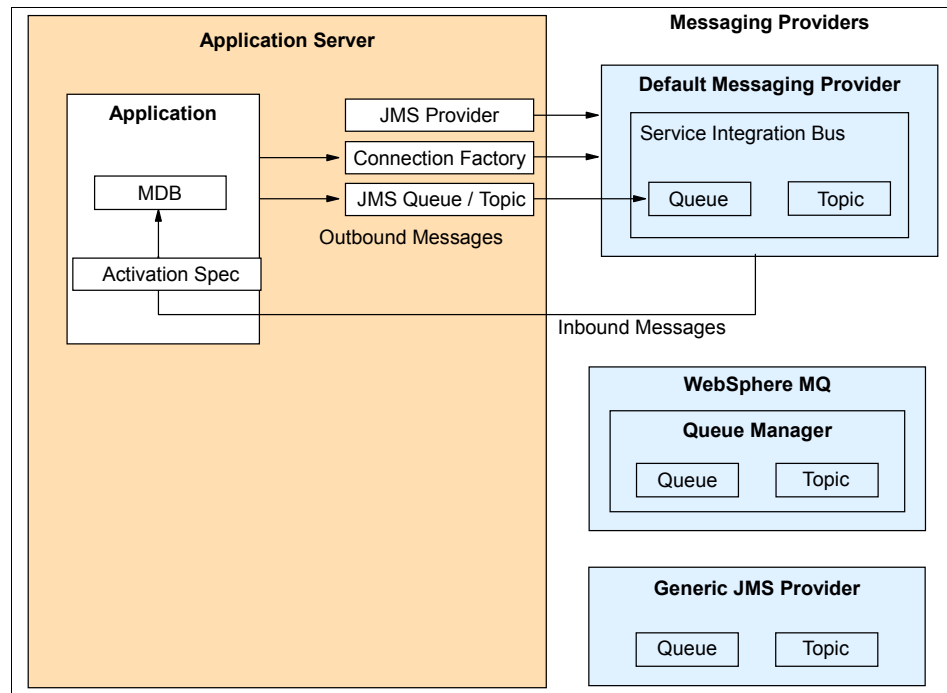 Application Server
Messaging Providers
Application
MDB
Activation Spec
JMS Provider
Connection Factory
JMS Queue / Topic
Outbound Messages
Default Messaging Provider
Service Integration Bus
Queue
Topic
Inbound Messages
WebSphere MQ
Queue Manager
Queue
Topic
Generic JMS Provider
Queue
Topic